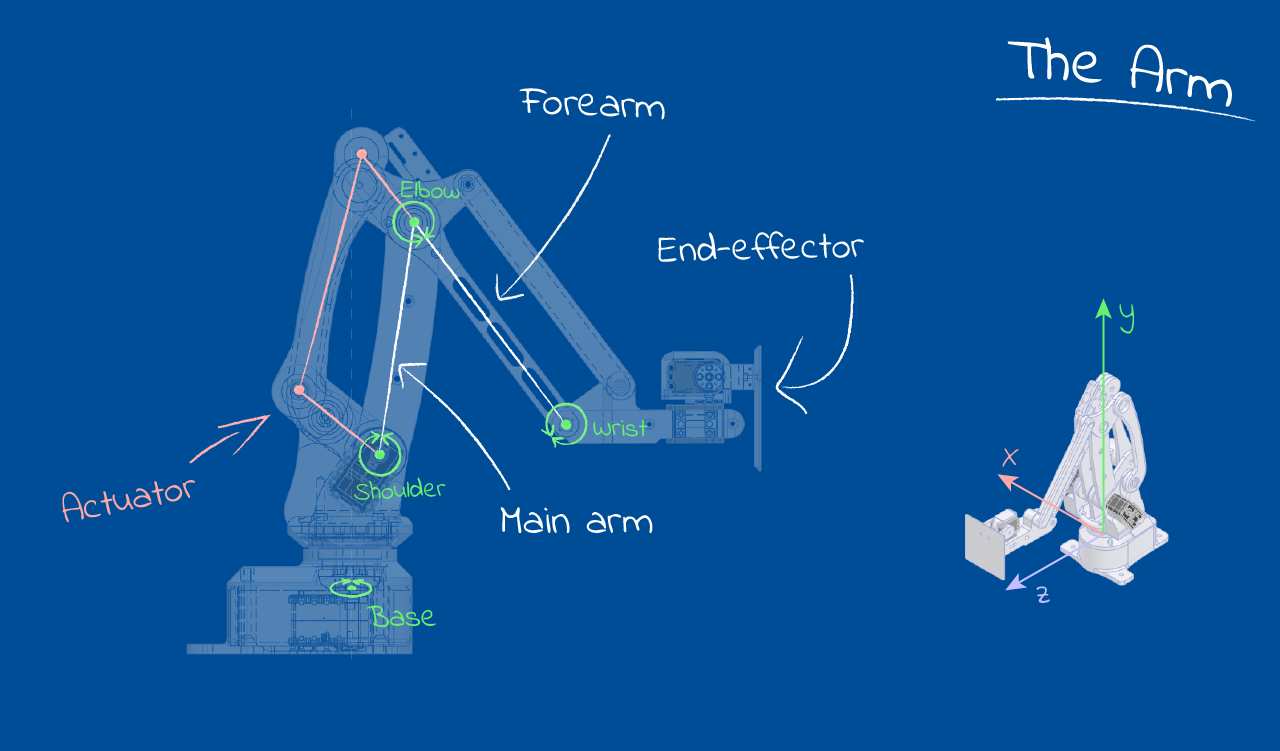 The Arm
Forearm
Elbow
End-effector
y
Wrist
x
Actuator
Shoulder
Main arm
z
Base